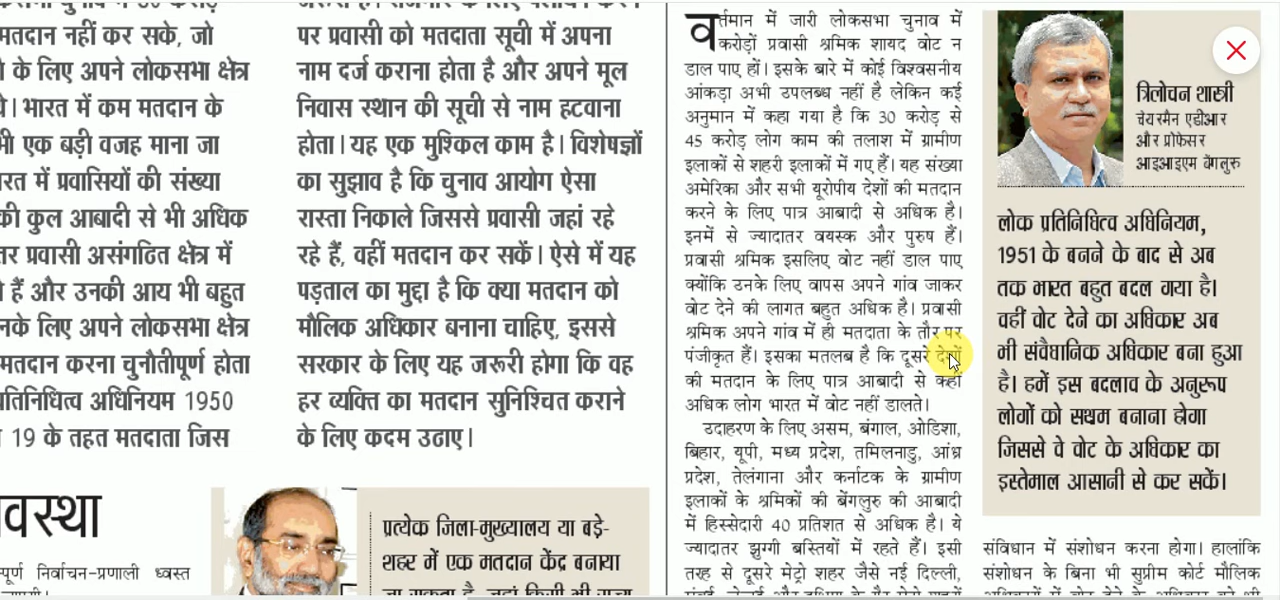 मतदान नहीं कर सके, जो
के लिए अपने लोकसभा क्षेत्र
भारत में कम मतदान के
एक बड़ी वजह माना जा
में प्रवासियों की संख्या
की कुल आबादी से भी अधिक
प्रवासी असंगठित क्षेत्र में
हैं और उनकी आय भी बहुत
के लिए अपने लोकसभा क्षेत्र
मतदान करना चुनौतीपूर्ण होता
अधिनियम 1950
19 के तहत मतदाता जिस
पर प्रवासी को मतदाता सूची में अपना
नाम दर्ज कराना होता है और अपने मूल
निवास स्थान की सूची से नाम हटवाना
होता। यह एक मुश्किल काम है। विशेषज्ञों
का सुझाव है कि चुनाव आयोग ऐसा
रास्ता निकाले जिससे प्रवासी जहां रहे
रहे हैं, वहीं मतदान कर सकें। ऐसे में यह
पड़ताल का मुद्दा है कि क्या मतदान को
मौलिक अधिकार बनाना चाहिए, इससे
सरकार के लिए यह जरूरी होगा कि वह
हर व्यक्ति का मतदान सुनिश्चित कराने
के लिए कदम उठाए।
निर्वाचन-प्रणाली ध्वस्त
प्रत्येक जिला-मुख्यालय या बड़े-
शहर में एक मतदान केंद्र बनाया
वर्तमान में जारी लोकसभा चुनाव में
करोड़ों प्रवासी श्रमिक शायद वोट न
डाल पाए हों। इसके बारे में कोई विश्वसनीय
आंकड़ा अभी उपलब्ध नहीं है लेकिन कई
अनुमान में कहा गया है कि 30 करोड़ से
45 करोड़ लोग काम की तलाश में ग्रामीण
इलाकों से शहरी इलाकों में गए हैं। यह संख्या
अमेरिका और सभी यूरोपीय देशों की मतदान
करने के लिए पात्र आबादी से अधिक है।
इनमें से ज्यादातर वयस्क और पुरुष हैं।
प्रवासी श्रमिक इसलिए वोट नहीं डाल पाए
क्योंकि उनके लिए वापस अपने गांव जाकर
वोट देने की लागत बहुत अधिक है। प्रवासी
श्रमिक अपने गांव में ही मतदाता के तौर पर
पंजीकृत हैं। इसका मतलब है कि दूसरे देशों
की मतदान के लिए पात्र आबादी से कहीं
अधिक लोग भारत में वोट नहीं डालते।
उदाहरण के लिए असम, बंगाल, ओडिशा,
बिहार, यूपी, मध्य प्रदेश, तमिलनाडु, आंध्र
प्रदेश, तेलंगाना और कर्नाटक के ग्रामीण
इलाकों के श्रमिकों की बेंगलुरु की आबादी
में हिस्सेदारी 40 प्रतिशत से अधिक है। ये
ज्यादातर झुग्गी बस्तियों में रहते हैं। इसी
तरह से दूसरे मेट्रो शहर जैसे नई दिल्ली,
त्रिलोचन शास्त्री
चेयरमैन एडीआर
और प्रोफेसर
आइआइएम बेंगलुरु
लोक प्रतिनिधित्व अधिनियम,
1951 के बनने के बाद से अब
तक भारत बहुत बदल गया है।
वहीं वोट देने का अधिकार अब
भी संवैधानिक अधिकार बना हुआ
है। हमें इस बदलाव के अनुरूप
लोगों को सक्षम बनाना होगा
जिससे वे वोट के अधिकार का
इस्तेमाल आसानी से कर सकें।
संविधान में संशोधन करना होगा। हालांकि
संशोधन के बिना भी सुप्रीम कोर्ट मौलिक